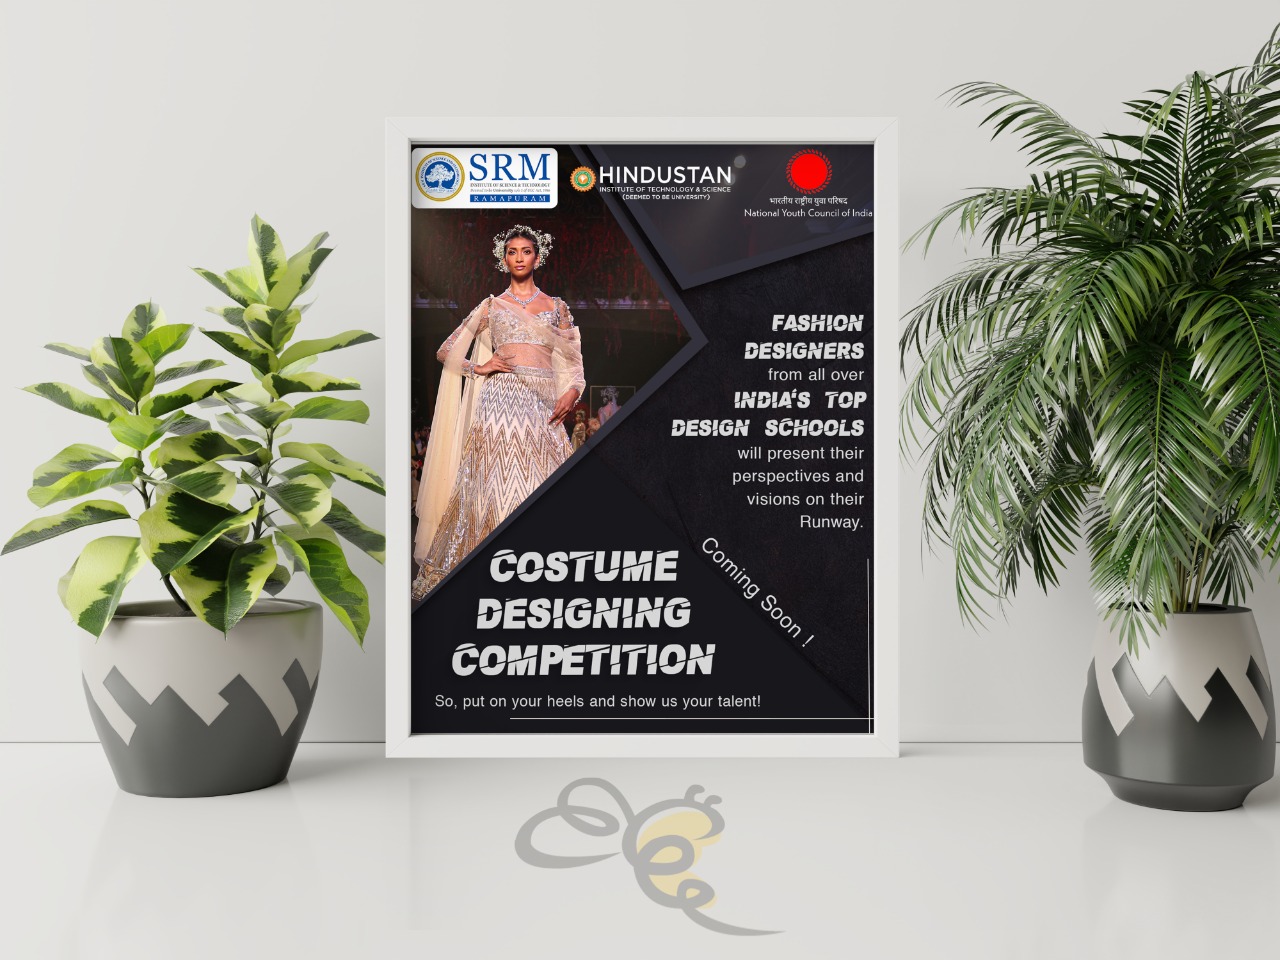 SRM
INSTITUTE OF SCIENCE & TECHNOLOGY
RAMAPURAM
HINDUSTAN
INSTITUTE OF TECHNOLOGY & SCIENCE
(DEEMED TO BE UNIVERSITY)
भारतीय राष्ट्रीय युवा परिषद
National Youth Council of India
FASHION
DESIGNERS
from all over
INDIA'S TOP
DESIGN SCHOOLS
will present their
perspectives and
visions on their
Runway.
Coming Soon !
COSTUME
DESIGNING
COMPETITION
So, put on your heels and show us your talent!